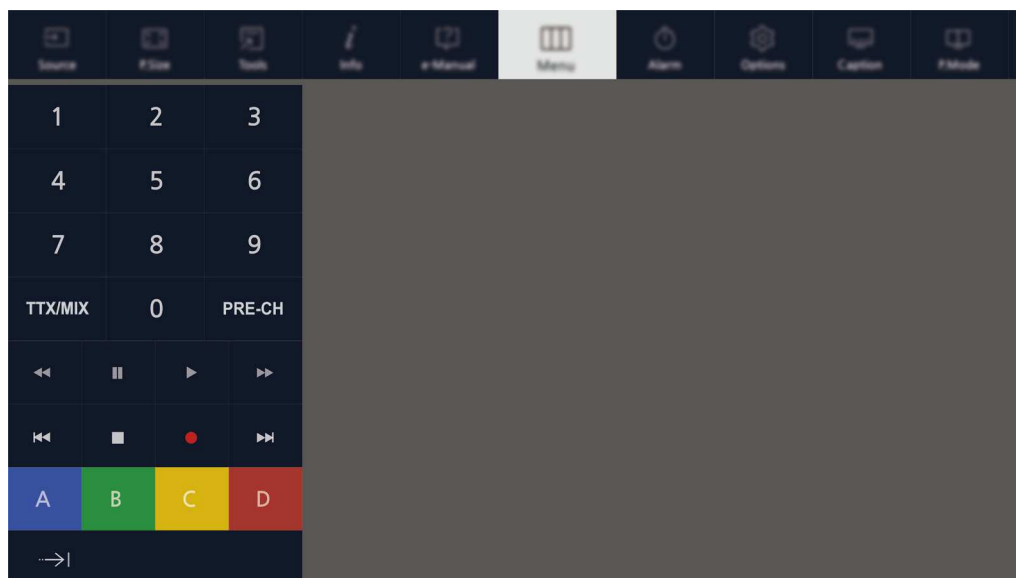 Source P.Size Tools Info e-Manual Menu Alarm Options Caption P.Mode
1 2 3
4 5 6
7 8 9
TTX/MIX 0 PRE-CH
A B C D